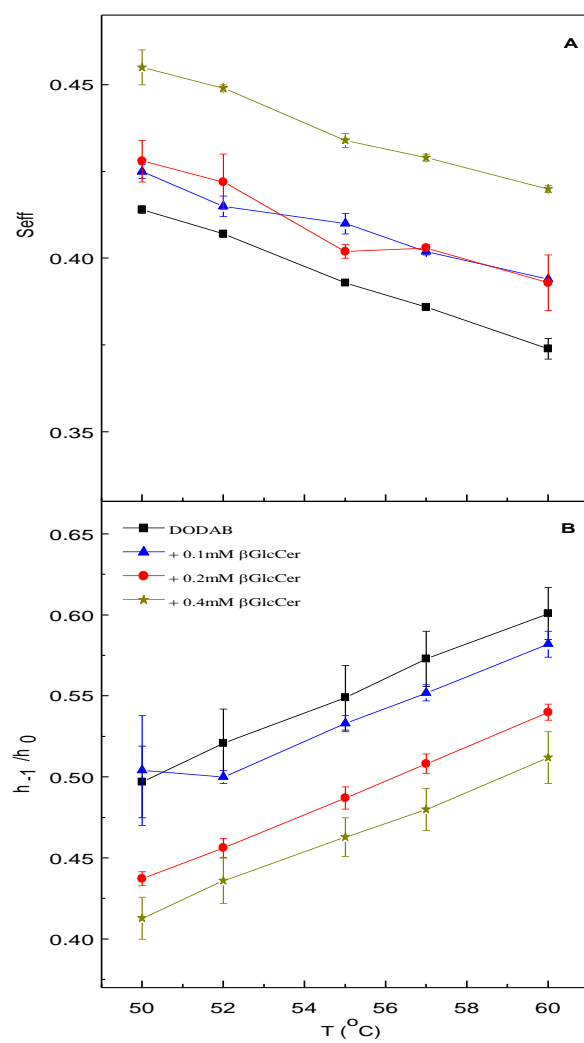 A
0.45
0.40
0.35
Seff
B
DODAB
+ 0.1mM βGlcCer
+ 0.2mM βGlcCer
+ 0.4mM βGlcCer
0.65
0.60
0.55
0.50
0.45
0.40
h-1/h0
50 52 54 56 58 60
T (°C)